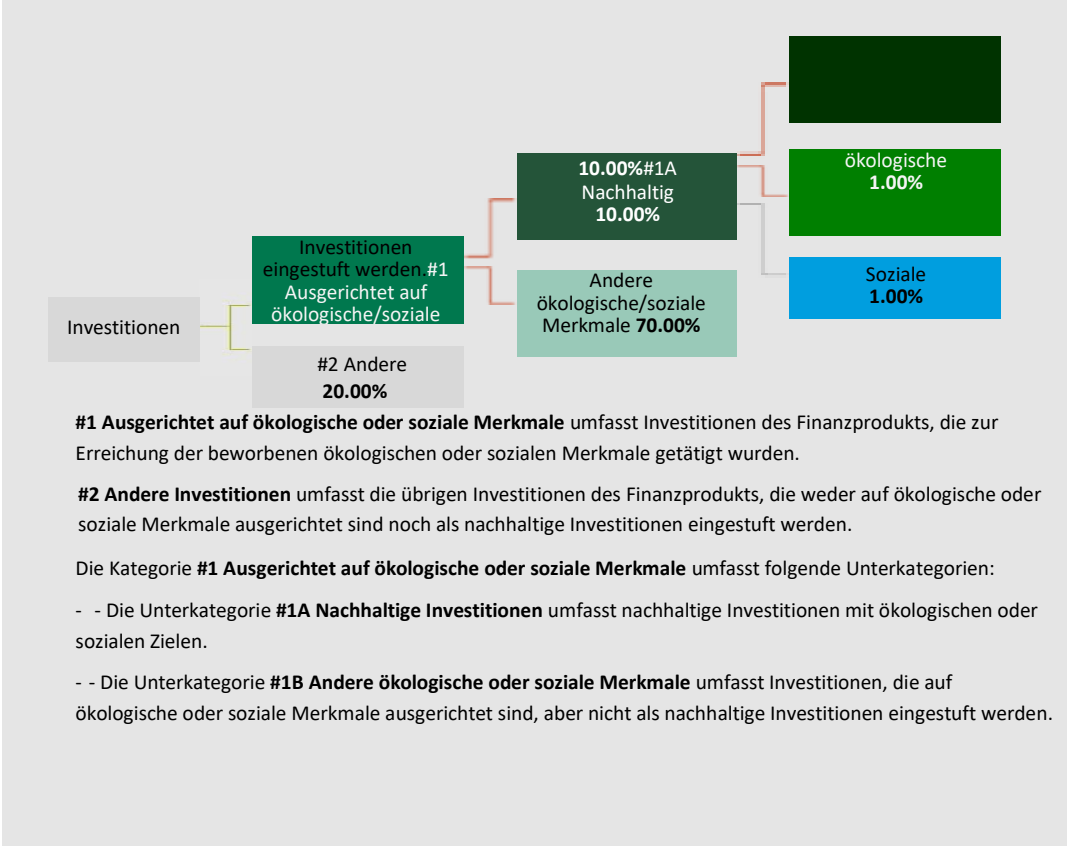 ökologische
1.00%
10.00%#1A
Nachhaltig
10.00%
Investitionen
eingestuft werden.#1
Ausgerichtet auf
ökologische/soziale
Soziale
1.00%
Andere
ökologische/soziale
Merkmale 70.00%
Investitionen
#2 Andere
20.00%
#1 Ausgerichtet auf ökologische oder soziale Merkmale umfasst Investitionen des Finanzprodukts, die zur
Erreichung der beworbenen ökologischen oder sozialen Merkmale getätigt wurden.
#2 Andere Investitionen umfasst die übrigen Investitionen des Finanzprodukts, die weder auf ökologische oder
soziale Merkmale ausgerichtet sind noch als nachhaltige Investitionen eingestuft werden.
Die Kategorie #1 Ausgerichtet auf ökologische oder soziale Merkmale umfasst folgende Unterkategorien:
- - Die Unterkategorie #1A Nachhaltige Investitionen umfasst nachhaltige Investitionen mit ökologischen oder
sozialen Zielen.
- - Die Unterkategorie #1B Andere ökologische oder soziale Merkmale umfasst Investitionen, die auf
ökologische oder soziale Merkmale ausgerichtet sind, aber nicht als nachhaltige Investitionen eingestuft werden.